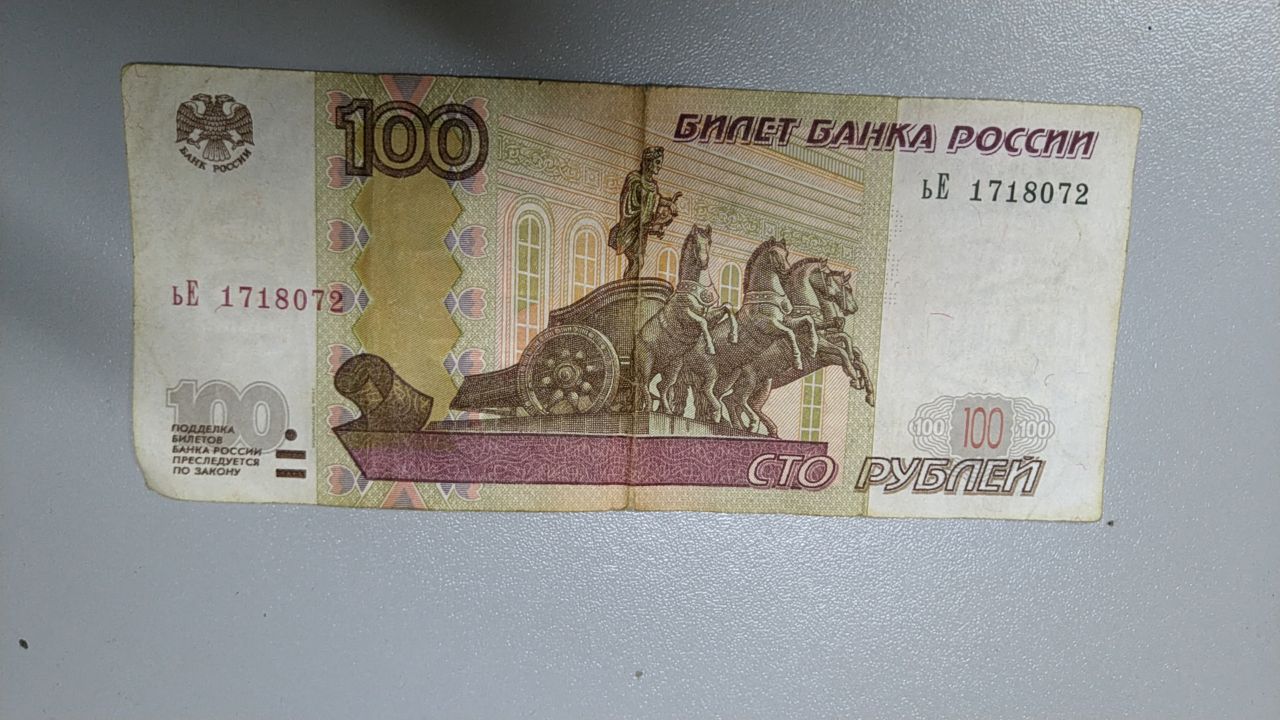 БАНК РОССИИ
100
БИЛЕТ БАНКА РОССИИ
ьЕ 1718072
ьЕ 1718072
100
ПОДДЕЛКА
БИЛЕТОВ
БАНКА РОССИИ
ПРЕСЛЕДУЕТСЯ
ПО ЗАКОНУ
100 100 100
СТО РУБЛЕЙ